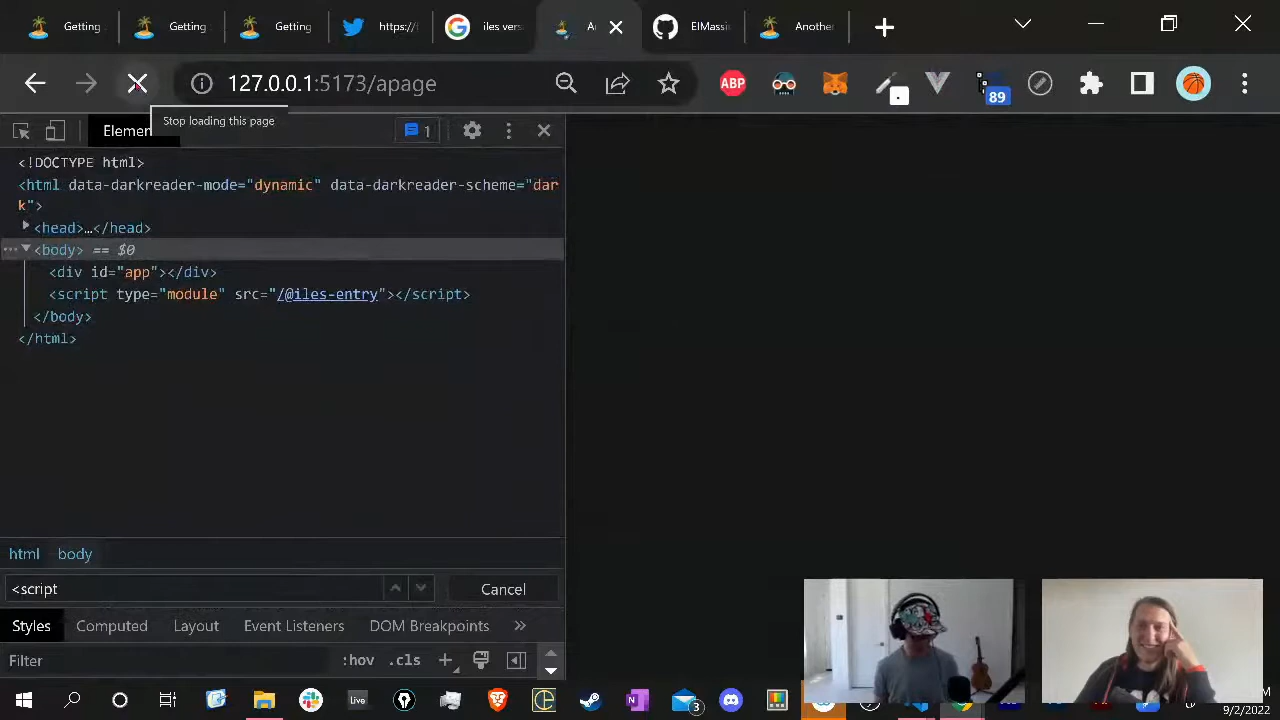 Getting
Getting
Getting
https://
iles vers
A
ElMassi
Another
127.0.0.1:5173/apage
ABP
89
Stop loading this page
Elemen
1
<!DOCTYPE html>
<html data-darkreader-mode="dynamic" data-darkreader-scheme="dar
k">
<head>…</head>
<body> == $0
<div id="app"></div>
<script type="module" src="/@iles-entry"></script>
</body>
</html>
html body
<script
Cancel
Styles Computed Layout Event Listeners DOM Breakpoints »
Filter
:hov .cls
Live
3
M
9/2/2022